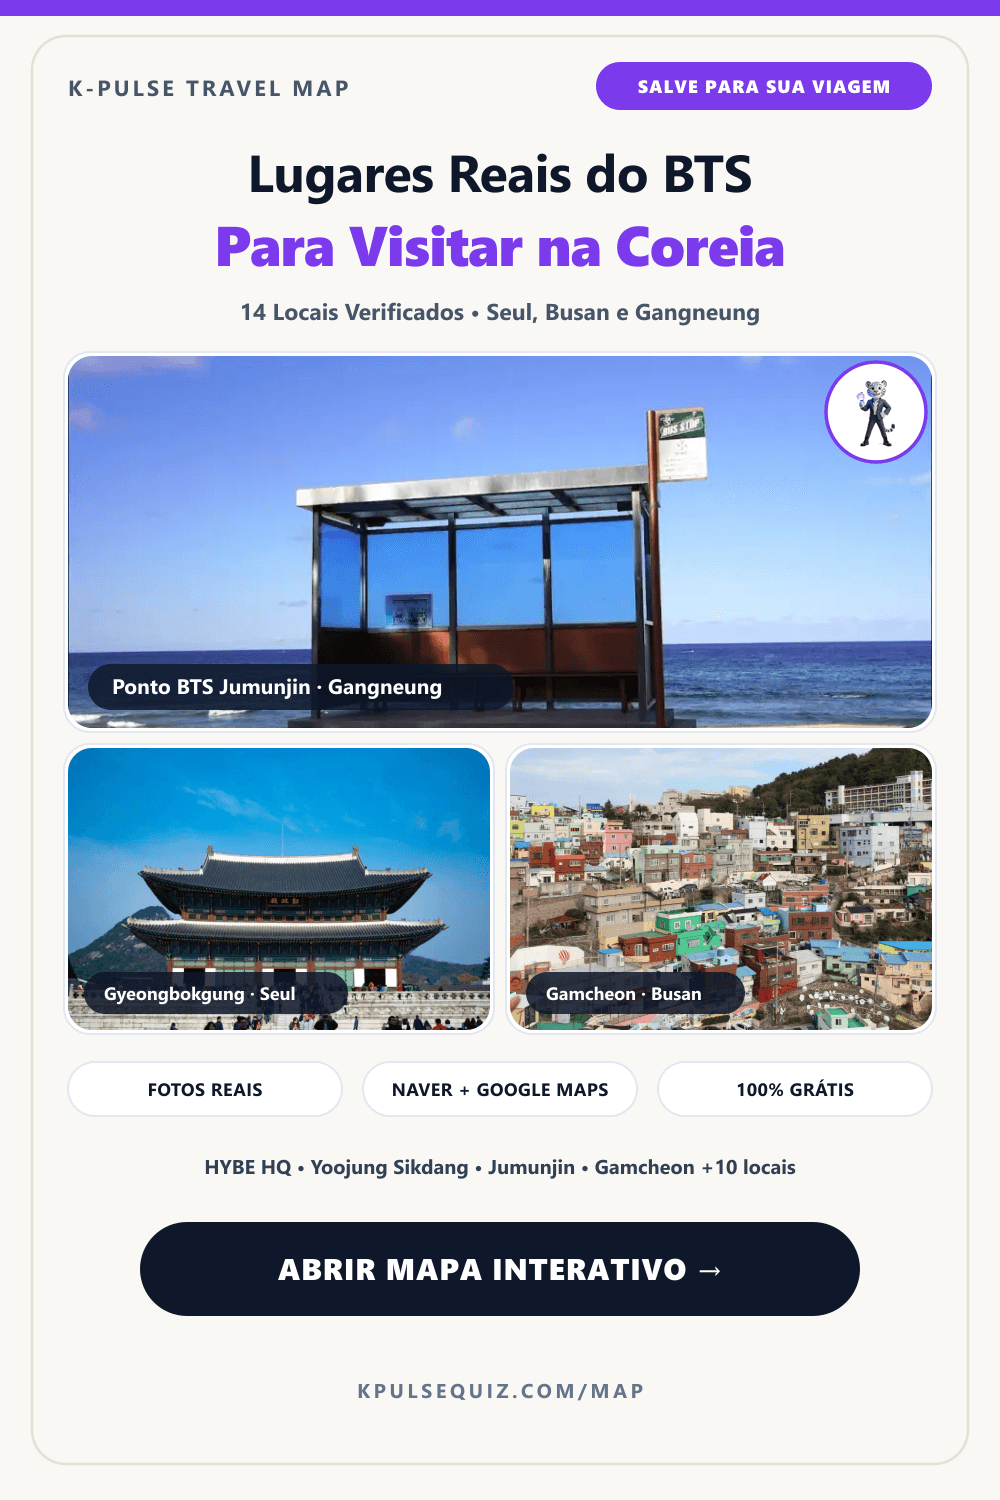 K-PULSE TRAVEL MAP
SALVE PARA SUA VIAGEM
Lugares Reais do BTS
Para Visitar na Coreia
14 Locais Verificados • Seul, Busan e Gangneung
BUS STOP
Ponto BTS Jumunjin · Gangneung
Gyeongbokgung · Seul
Gamcheon · Busan
FOTOS REAIS
NAVER + GOOGLE MAPS
100% GRÁTIS
HYBE HQ • Yoojung Sikdang • Jumunjin • Gamcheon +10 locais
ABRIR MAPA INTERATIVO →
KPULSEQUIZ.COM/MAP